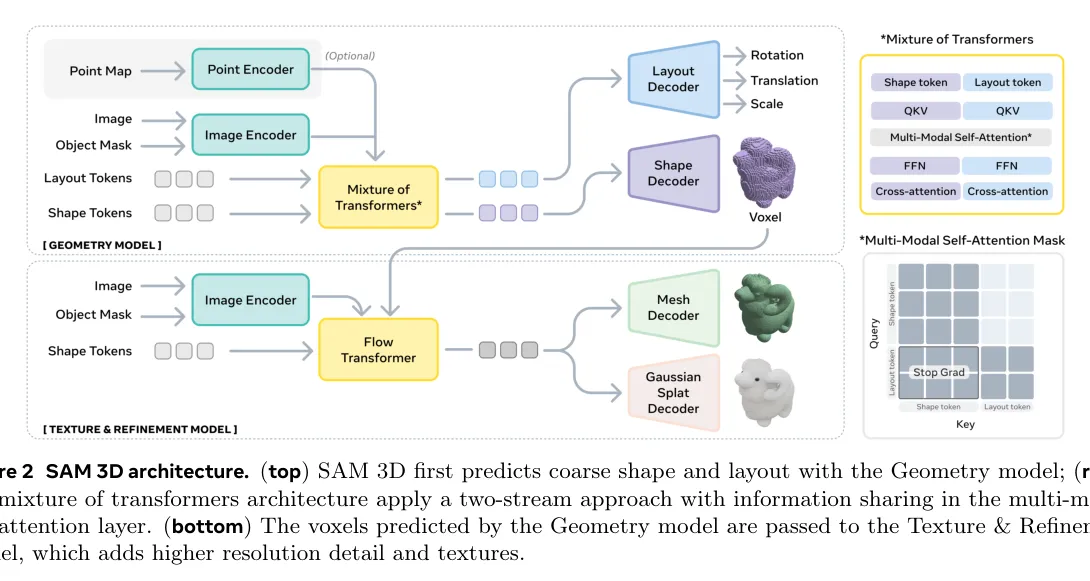 Point Map
Point Encoder
(Optional)
Image
Object Mask
Image Encoder
Layout Tokens
Shape Tokens
Mixture of
Transformers*
Layout
Decoder
Rotation
Translation
Scale
Shape
Decoder
Voxel
[ GEOMETRY MODEL ]
Image
Object Mask
Image Encoder
Shape Tokens
Flow
Transformer
Mesh
Decoder
Gaussian
Splat
Decoder
[ TEXTURE & REFINEMENT MODEL ]
*Mixture of Transformers
Shape token Layout token
QKV QKV
Multi-Modal Self-Attention*
FFN FFN
Cross-attention Cross-attention
*Multi-Modal Self-Attention Mask
Query
Shape token
Layout token
Stop Grad
Shape token Layout token
Key
re 2 SAM 3D architecture. (top) SAM 3D first predicts coarse shape and layout with the Geometry model; (r
mixture of transformers architecture apply a two-stream approach with information sharing in the multi-m
attention layer. (bottom) The voxels predicted by the Geometry model are passed to the Texture & Refiner
el, which adds higher resolution detail and textures.